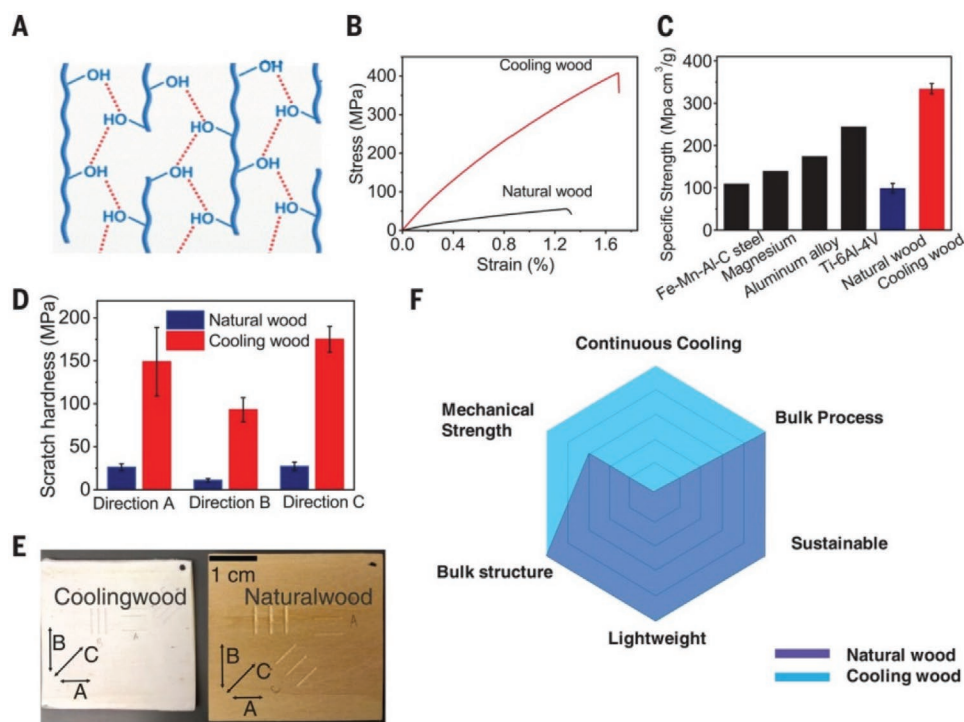 A
OH
OH
OH
HO
HO
HO
OH
OH
OH
HO
HO
HO
B
Stress (MPa)
400
300
200
100
0
Cooling wood
Natural wood
0.0
0.4
0.8
1.2
1.6
Strain (%)
C
Specific Strength (Mpa cm³/g)
400
300
200
100
0
Fe-Mn-Al-C steel
Magnesium
Aluminum alloy
Ti-6Al-4V
Natural wood
Cooling wood
D
Scratch hardness (MPa)
200
150
100
50
0
Natural wood
Cooling wood
Direction A
Direction B
Direction C
E
Coolingwood
B
C
A
A
1 cm
Naturalwood
A
B
C
A
F
Continuous Cooling
Mechanical
Strength
Bulk Process
Bulk structure
Sustainable
Lightweight
Natural wood
Cooling wood